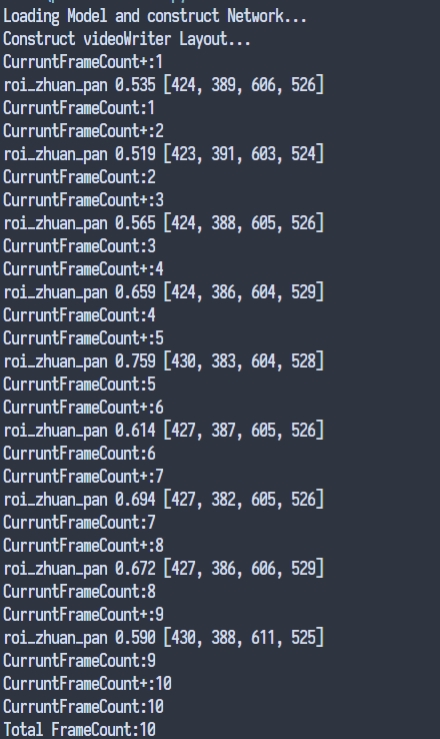 Loading Model and construct Network...
Construct videoWriter Layout...
CurruntFrameCount+:1
roi_zhuan_pan 0.535 [424, 389, 606, 526]
CurruntFrameCount:1
CurruntFrameCount+:2
roi_zhuan_pan 0.519 [423, 391, 603, 524]
CurruntFrameCount:2
CurruntFrameCount+:3
roi_zhuan_pan 0.565 [424, 388, 605, 526]
CurruntFrameCount:3
CurruntFrameCount+:4
roi_zhuan_pan 0.659 [424, 386, 604, 529]
CurruntFrameCount:4
CurruntFrameCount+:5
roi_zhuan_pan 0.759 [430, 383, 604, 528]
CurruntFrameCount:5
CurruntFrameCount+:6
roi_zhuan_pan 0.614 [427, 387, 605, 526]
CurruntFrameCount:6
CurruntFrameCount+:7
roi_zhuan_pan 0.694 [427, 382, 605, 526]
CurruntFrameCount:7
CurruntFrameCount+:8
roi_zhuan_pan 0.672 [427, 386, 606, 529]
CurruntFrameCount:8
CurruntFrameCount+:9
roi_zhuan_pan 0.590 [430, 388, 611, 525]
CurruntFrameCount:9
CurruntFrameCount+:10
CurruntFrameCount:10
Total FrameCount:10